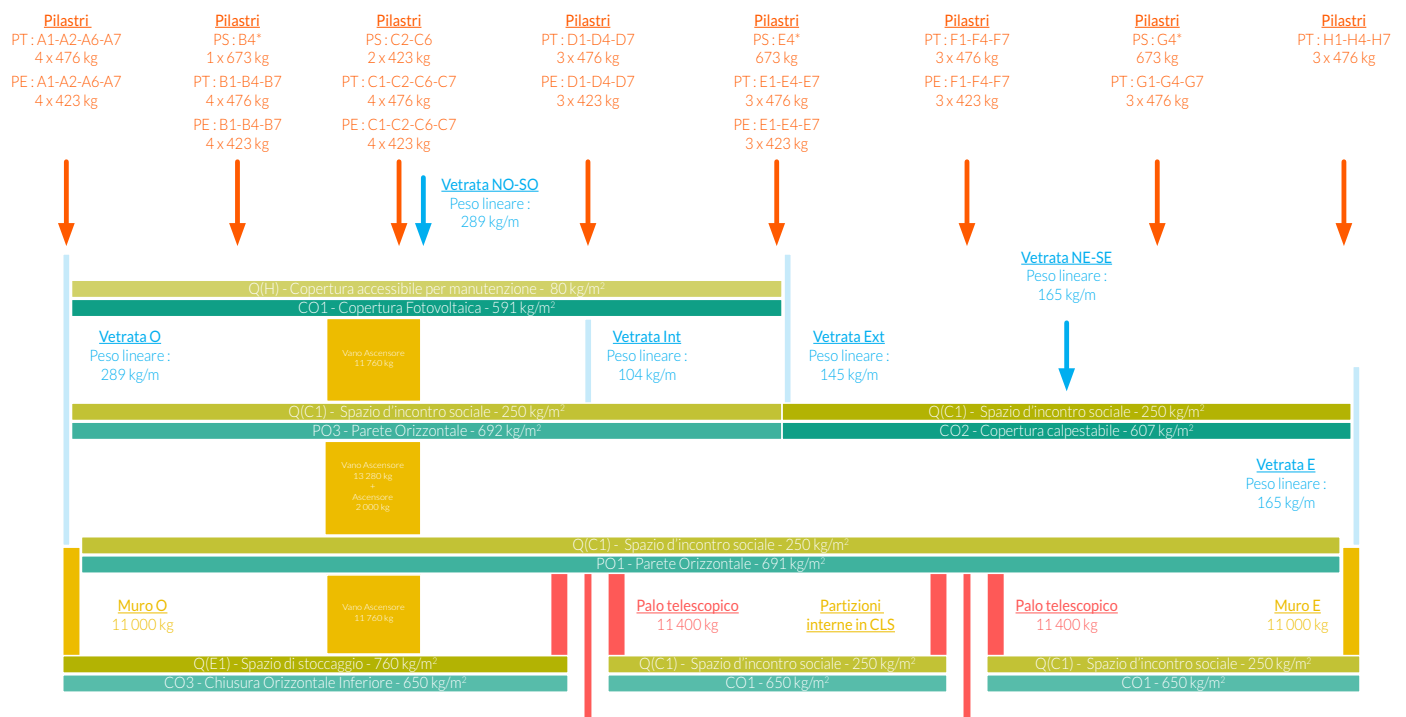 Pilastri
PT : A1-A2-A6-A7
4 x 476 kg
PE : A1-A2-A6-A7
4 x 423 kg
Pilastri
PS : B4*
1 x 673 kg
PT : B1-B4-B7
4 x 476 kg
PE : B1-B4-B7
4 x 423 kg
Pilastri
PS : C2-C6
2 x 423 kg
PT : C1-C2-C6-C7
4 x 476 kg
PE : C1-C2-C6-C7
4 x 423 kg
Pilastri
PT : D1-D4-D7
3 x 476 kg
PE : D1-D4-D7
3 x 423 kg
Pilastri
PS : E4*
673 kg
PT : E1-E4-E7
3 x 476 kg
PE : E1-E4-E7
3 x 423 kg
Pilastri
PT : F1-F4-F7
3 x 476 kg
PE : F1-F4-F7
3 x 423 kg
Pilastri
PS : G4*
673 kg
PT : G1-G4-G7
3 x 476 kg
Pilastri
PT : H1-H4-H7
3 x 476 kg
Vetrata NO-SO
Peso lineare :
289 kg/m
Vetrata NE-SE
Peso lineare :
165 kg/m
Q(H) - Copertura accessibile per manutenzione - 80 kg/m²
CO1 - Copertura Fotovoltaica - 591 kg/m²
Vetrata O
Peso lineare :
289 kg/m
Vano Ascensore
11 760 kg
Vetrata Int
Peso lineare :
104 kg/m
Vetrata Ext
Peso lineare :
145 kg/m
Q(C1) - Spazio d'incontro sociale - 250 kg/m²
Q(C1) - Spazio d'incontro sociale - 250 kg/m²
PO3 - Parete Orizzontale - 692 kg/m²
CO2 - Copertura calpestabile - 607 kg/m²
Vano Ascensore
13 280 kg
+
Ascensore
2 000 kg
Vetrata E
Peso lineare :
165 kg/m
Q(C1) - Spazio d'incontro sociale - 250 kg/m²
PO1 - Parete Orizzontale - 691 kg/m²
Muro O
11 000 kg
Vano Ascensore
11 760 kg
Palo telescopico
11 400 kg
Partizioni
interne in CLS
Palo telescopico
11 400 kg
Muro E
11 000 kg
Q(E1) - Spazio di stoccaggio - 760 kg/m²
Q(C1) - Spazio d'incontro sociale - 250 kg/m²
Q(C1) - Spazio d'incontro sociale - 250 kg/m²
CO3 - Chiusura Orizzontale Inferiore - 650 kg/m²
CO1 - 650 kg/m²
CO1 - 650 kg/m²